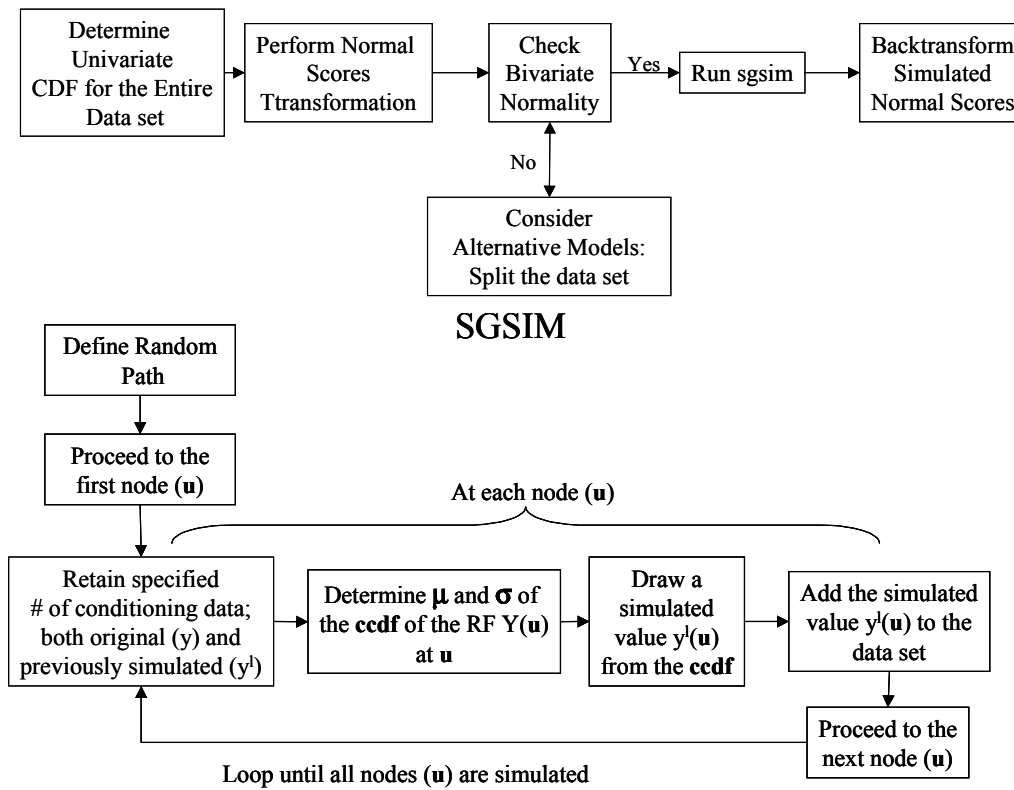 Determine
Univariate
CDF for the Entire
Data set
Perform Normal
Scores
Ttransformation
Check
Bivariate
Normality
Yes
Run sgsim
Backtransform
Simulated
Normal Scores
No
Consider
Alternative Models:
Split the data set
SGSIM
Define Random
Path
Proceed to the
first node (u)
At each node (u)
Retain specified
# of conditioning data;
both original (y) and
previously simulated (yˡ)
Determine μ and σ of
the ccdf of the RF Y(u)
at u
Draw a
simulated
value yˡ(u)
from the ccdf
Add the simulated
value yˡ(u) to the
data set
Proceed to the
next node (u)
Loop until all nodes (u) are simulated